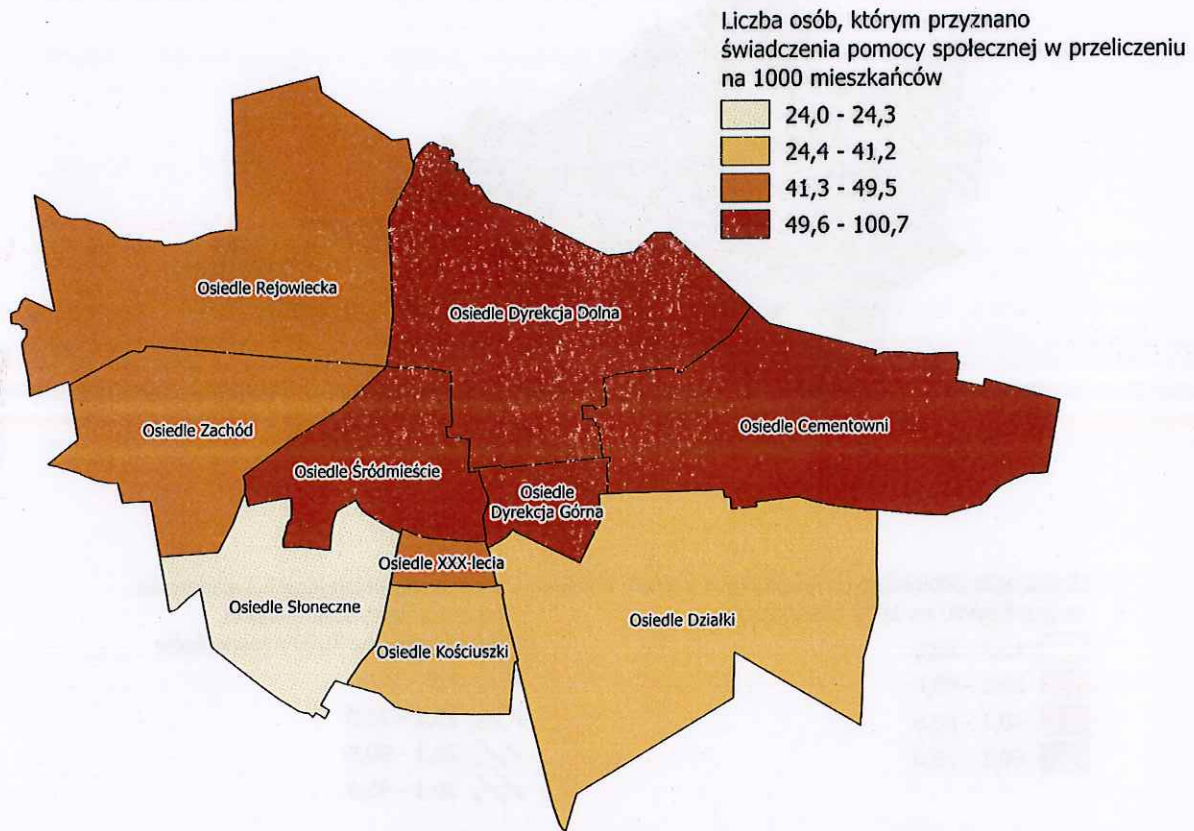 Liczba osób, którym przyznano
świadczenia pomocy społecznej w przeliczeniu
na 1000 mieszkańców
24,0 - 24,3
24,4 - 41,2
41,3 - 49,5
49,6 - 100,7
Osiedle Rejowiecka
Osiedle Dyrekcja Dolna
Osiedle Zachód
Osiedle Cementowni
Osiedle Śródmieście
Osiedle
Dyrekcja Górna
Osiedle XXX-lecia
Osiedle Słoneczne
Osiedle Działki
Osiedle Kościuszki